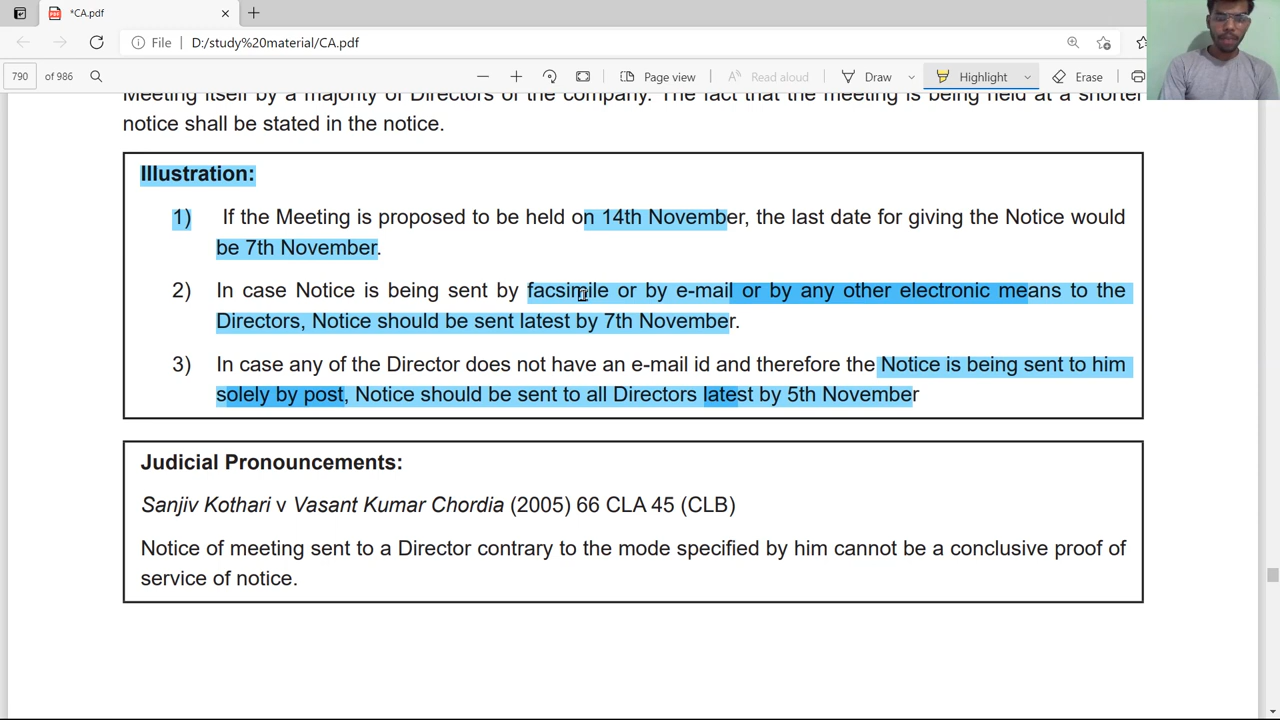 *CA.pdf
File
D:/study%20material/CA.pdf
790 of 986
Page view
Read aloud
Draw
Highlight
Erase
Meeting itself by a majority of Directors of the company. The fact that the meeting is being held at a shorter
notice shall be stated in the notice.
Illustration:
1) If the Meeting is proposed to be held on 14th November, the last date for giving the Notice would
be 7th November.
2) In case Notice is being sent by facsimile or by e-mail or by any other electronic means to the
Directors, Notice should be sent latest by 7th November.
3) In case any of the Director does not have an e-mail id and therefore the Notice is being sent to him
solely by post, Notice should be sent to all Directors latest by 5th November
Judicial Pronouncements:
Sanjiv Kothari v Vasant Kumar Chordia (2005) 66 CLA 45 (CLB)
Notice of meeting sent to a Director contrary to the mode specified by him cannot be a conclusive proof of
service of notice.